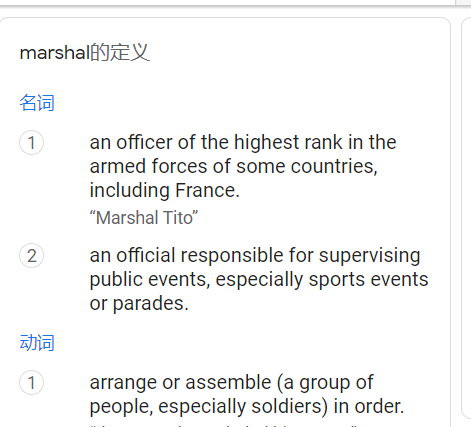 marshal的定义
名词
1
an officer of the highest rank in the
armed forces of some countries,
including France.
“Marshal Tito”
2
an official responsible for supervising
public events, especially sports events
or parades.
动词
1
arrange or assemble (a group of
people, especially soldiers) in order.